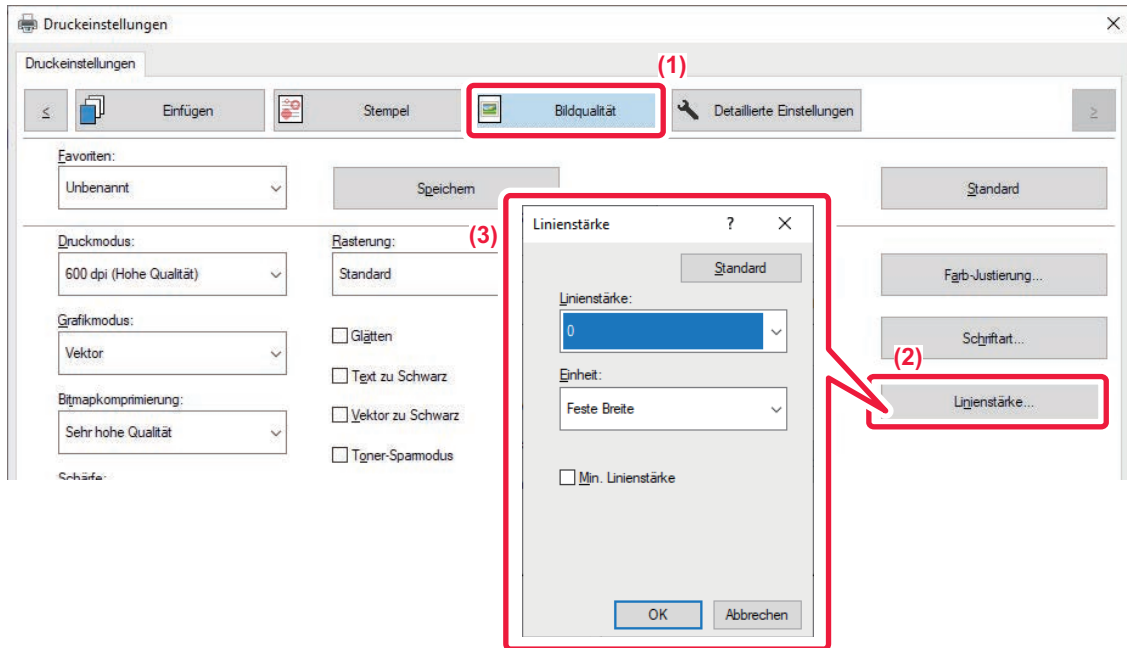 Druckeinstellungen
Druckeinstellungen
(1)
≤ Einfügen Stempel Bildqualität Detaillierte Einstellungen ≥
Favoriten:
Unbenannt Speichern Standard
(3)
Druckmodus: Rasterung:
600 dpi (Hohe Qualität) Standard Farb-Justierung...
Grafikmodus:
Vektor Glätten Schriftart...
Text zu Schwarz
(2)
Bitmapkomprimierung: Vektor zu Schwarz Linienstärke...
Sehr hohe Qualität
Toner-Sparmodus
Schärfe:
Linienstärke ?
Standard
Linienstärke:
0
Einheit:
Feste Breite
Min. Linienstärke
OK Abbrechen